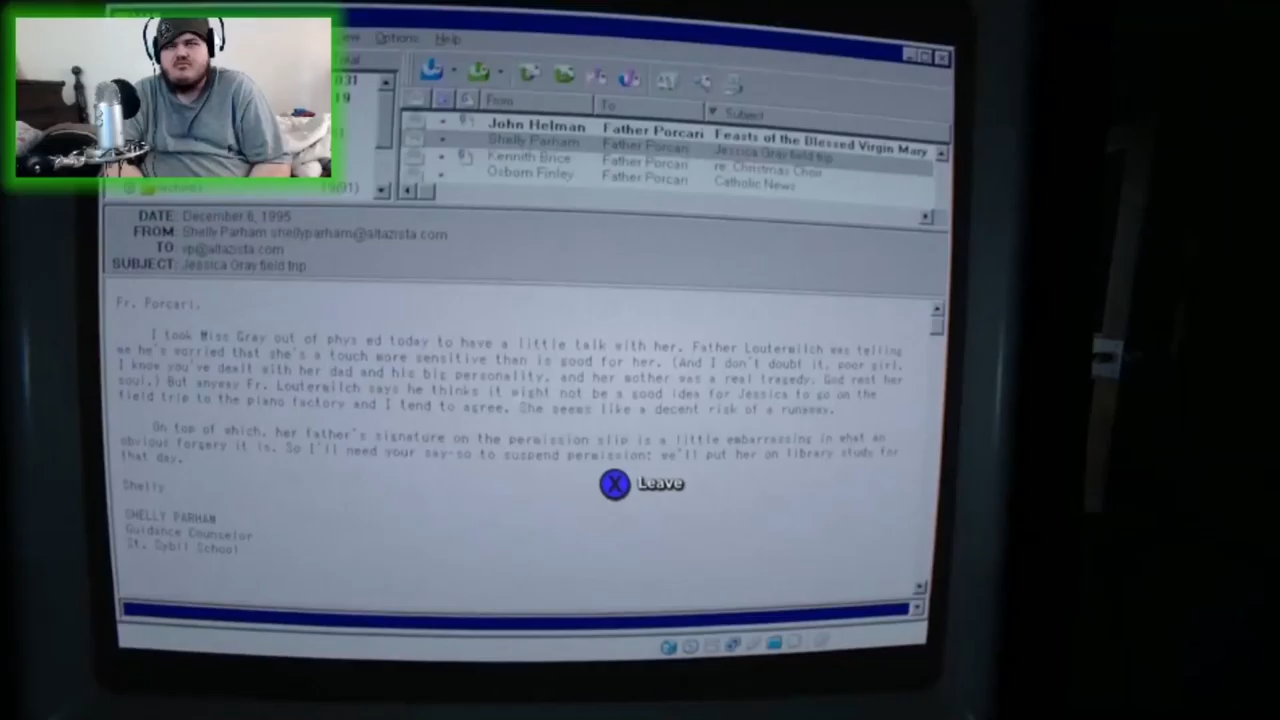 Options Help
From To Subject
John Helman Father Porcari Feasts of the Blessed Virgin Mary
Shelly Parham Father Porcari Jessica Gray field trip
Kennith Brice Father Porcari re: Christmas Choir
Osborn Finley Father Porcari Catholic News
DATE: December 6, 1995
FROM: Shelly Parham shellyparham@altazista.com
TO: rp@altazista.com
SUBJECT: Jessica Gray field trip
Fr. Porcari,
I took Miss Gray out of phys ed today to have a little talk with her. Father Loutermilch was telling
me he's worried that she's a touch more sensitive than is good for her. (And I don't doubt it, poor girl.
I know you've dealt with her dad and his big personality, and her mother was a real tragedy, God rest her
soul.) But anyway Fr. Loutermilch says he thinks it might not be a good idea for Jessica to go on the
field trip to the piano factory and I tend to agree. She seems like a decent risk of a runaway.
On top of which, her father's signature on the permission slip is a little embarrassing in what an
obvious forgery it is. So I'll need your say-so to suspend permission; we'll put her on library study for
that day.
Shelly
SHELLY PARHAM
Guidance Counselor
St. Sybil School
X Leave